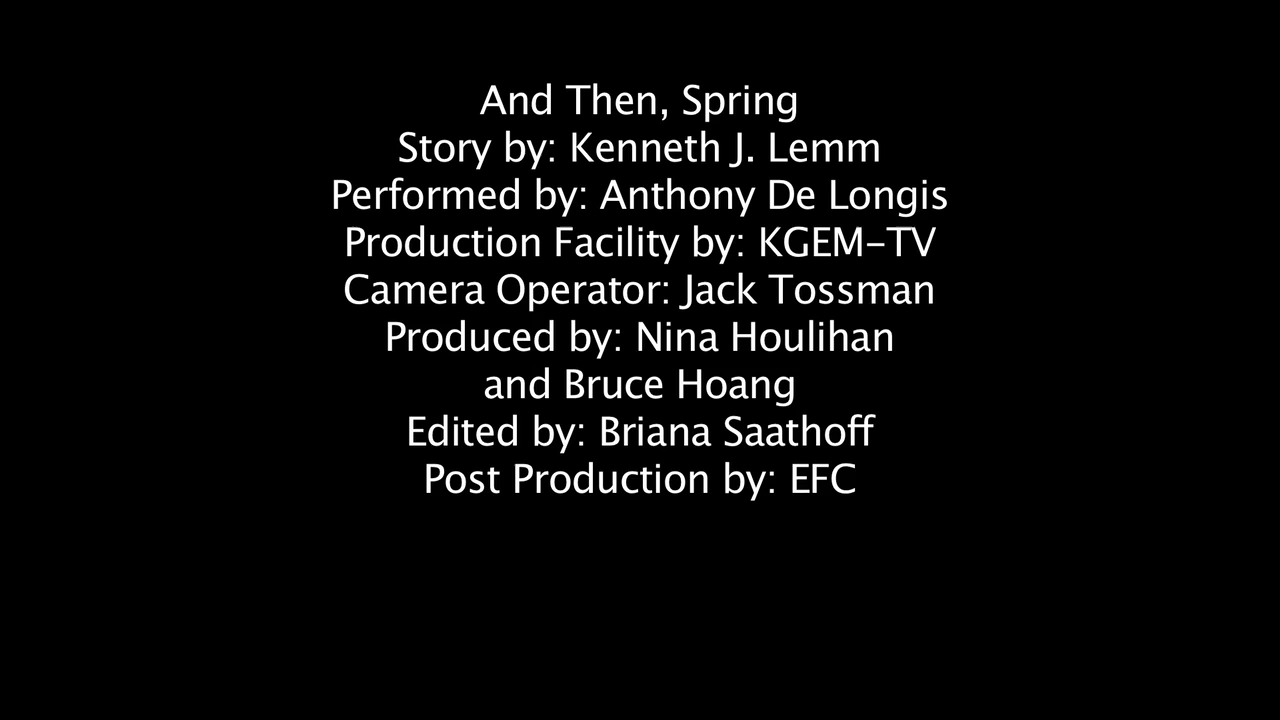 And Then, Spring
Story by: Kenneth J. Lemm
Performed by: Anthony De Longis
Production Facility by: KGEM-TV
Camera Operator: Jack Tossman
Produced by: Nina Houlihan
and Bruce Hoang
Edited by: Briana Saathoff
Post Production by: EFC